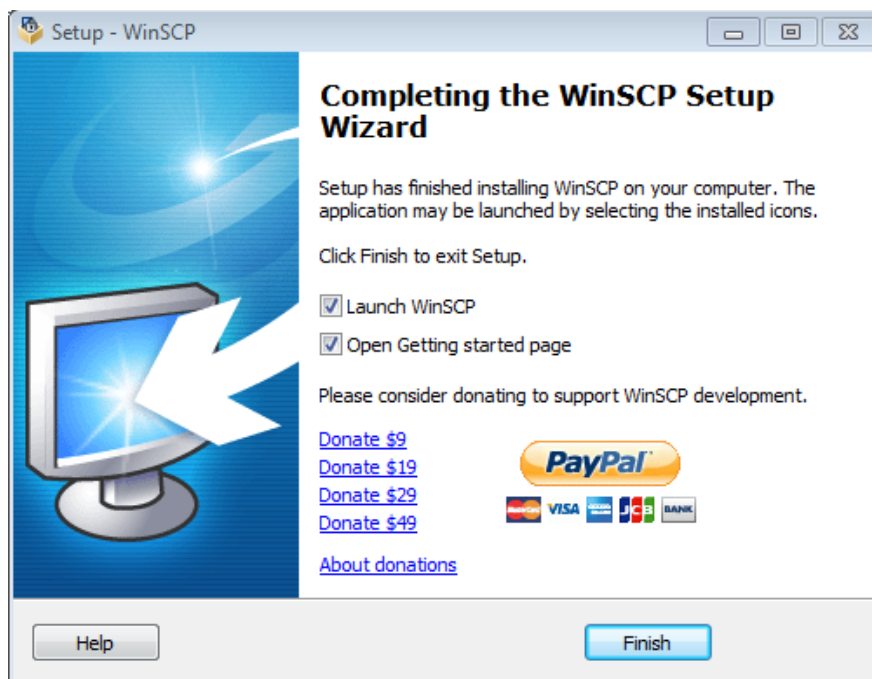 Setup - WinSCP
Completing the WinSCP Setup
Wizard
Setup has finished installing WinSCP on your computer. The
application may be launched by selecting the installed icons.
Click Finish to exit Setup.
Launch WinSCP
Open Getting started page
Please consider donating to support WinSCP development.
Donate $9
Donate $19
Donate $29
Donate $49
PayPal
MasterCard VISA JCB BANK
About donations
Help
Finish